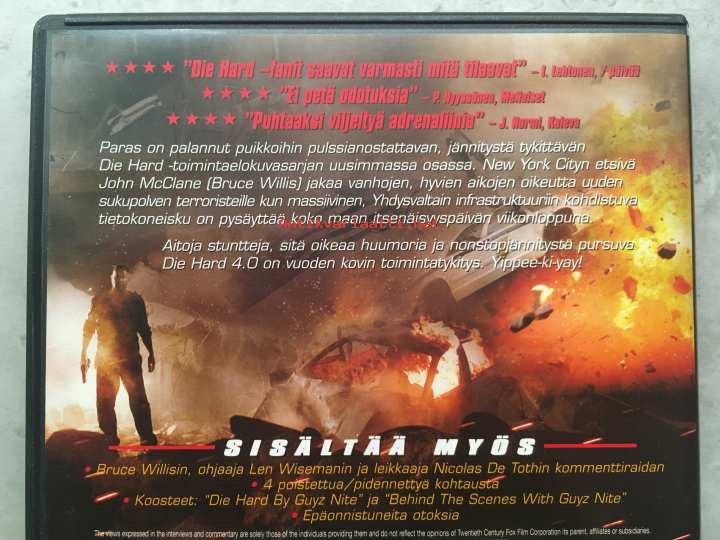 ★★★★ "Die Hard –fanit saavat varmasti mitä tilaavat" – I. Lehtonen, 7 päivää
★★★★ "Ei petä odotuksia" – P. Nyyssönen, MeNaiset
★★★★ "Puhtaaksi viljeltyä adrenaliinia" – J. Nurmi, Kaleva
Paras on palannut puikkoihin pulssianostattavan, jännitystä tykittävän
Die Hard -toimintaelokuvasarjan uusimmassa osassa. New York Cityn etsivä
John McClane (Bruce Willis) jakaa vanhojen, hyvien aikojen oikeutta uuden
sukupolven terroristeille kun massiivinen, Yhdysvaltain infrastruktuuriin kohdistuva
tietokoneisku on pysäyttää koko maan itsenäisyyspäivän viikonloppuna.
Aitoja stuntteja, sitä oikeaa huumoria ja nonstopjännitystä pursuva
Die Hard 4.0 on vuoden kovin toimintatykitys. Yippee-ki-yay!
SISÄLTÄÄ MYÖS
• Bruce Willisin, ohjaaja Len Wisemanin ja leikkaaja Nicolas De Tothin kommenttiraidan
• 4 poistettua/pidennettyä kohtausta
• Koosteet: "Die Hard By Guyz Nite" ja "Behind The Scenes With Guyz Nite"
• Epäonnistuneita otoksia
The views expressed in the interviews and commentary are solely those of the individuals providing them and do not reflect the opinions of Twentieth Century Fox Film Corporation its parent, affiliates or subsidiaries.